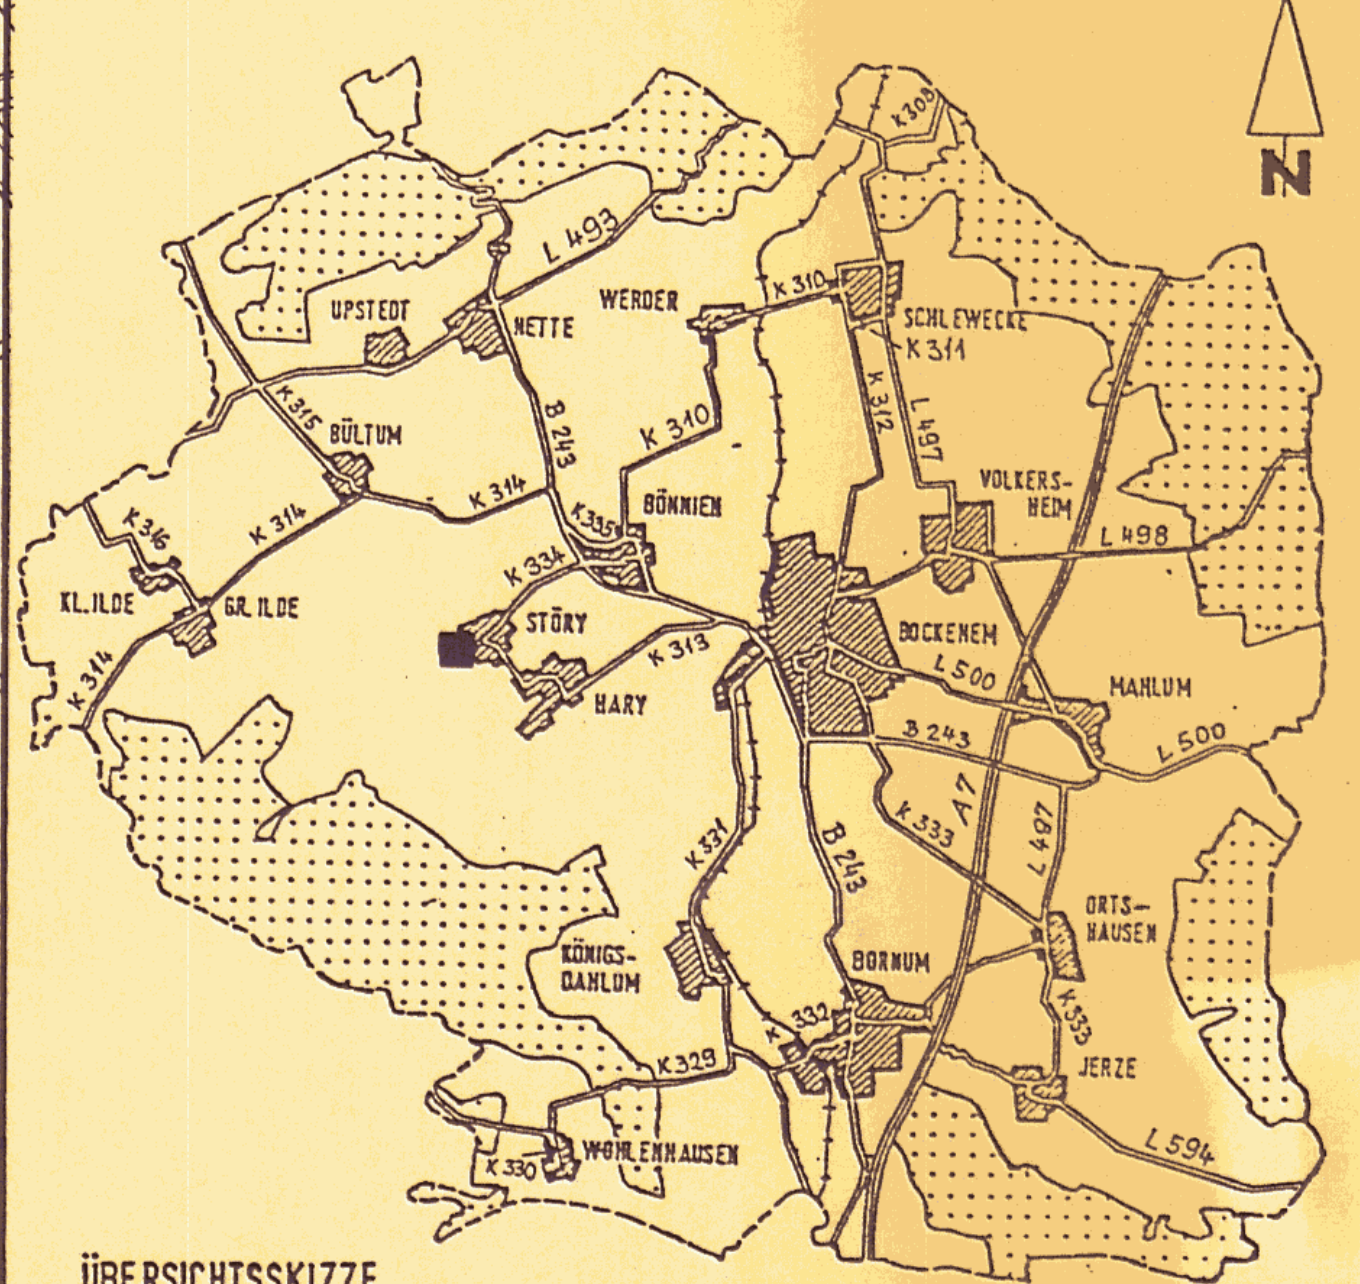 K 308
N
L 493
K 310
UPSTEDT
WERDER
NETTE
SCHLEWECKE
K 311
K 315
B 243
K 312
L 497
K 310
BÜLTUM
K 314
BÖNNIEN
VOLKERS-
HEIM
K 316
K 314
K 335
L 498
K 334
KL. ILDE
GR. ILDE
STÖRY
BOCKENEM
K 313
L 500
K 314
HARY
MAHLUM
B 243
L 500
A 7
K 331
B 243
K 333
L 497
ORTS-
HAUSEN
KÖNIGS-
DAHLUM
BORNUM
K 332
K 333
K 329
JERZE
WOHLENHAUSEN
K 330
L 594
ÜBERSICHTSSKIZZE